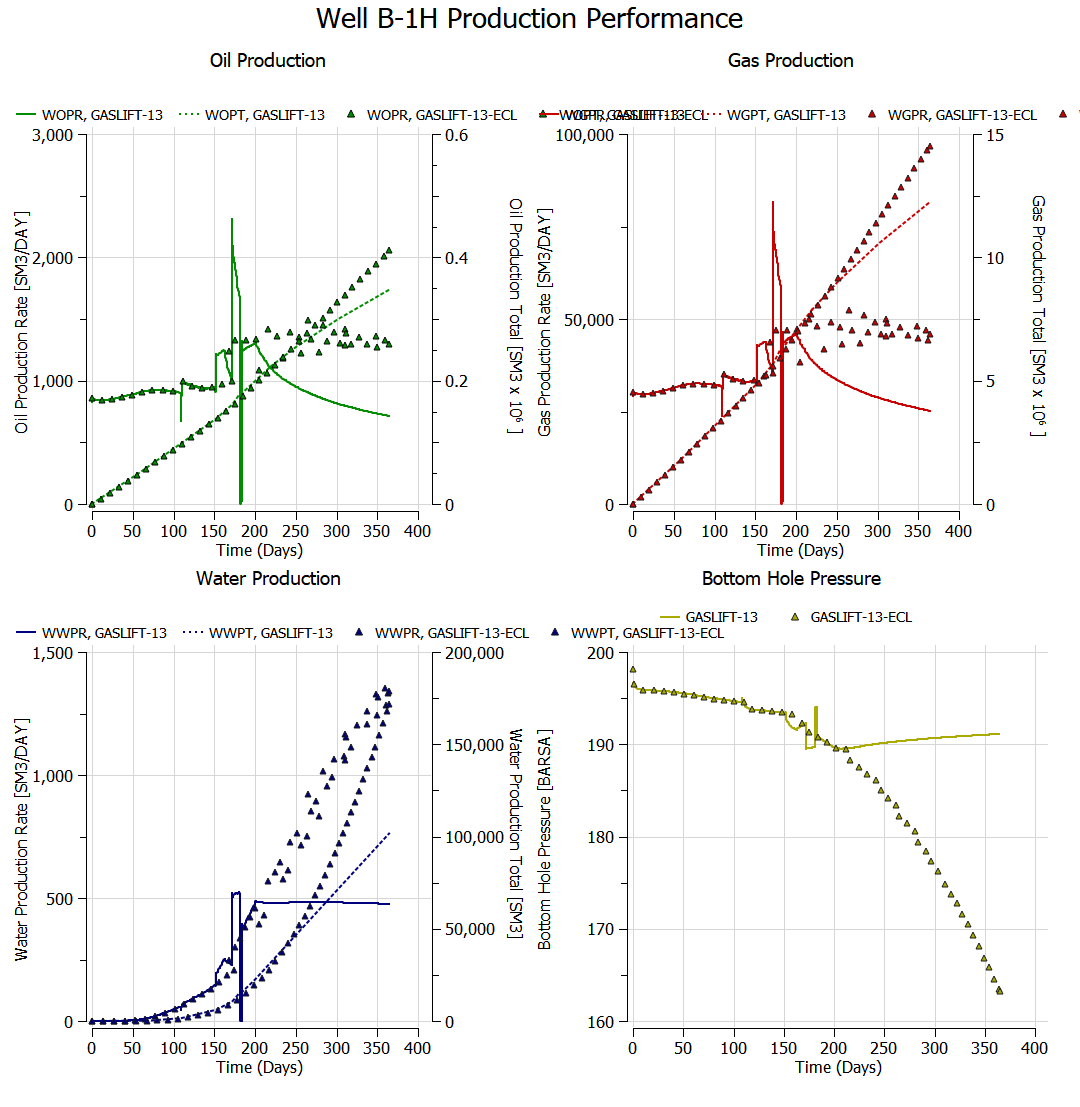 Well B-1H Production Performance
Oil Production
WOPR, GASLIFT-13
WOPT, GASLIFT-13
WOPR, GASLIFT-13-ECL
WOPT, GASLIFT-13-ECL
3,000
2,000
1,000
0
0.6
0.4
0.2
0
Oil Production Rate [SM3/DAY]
Oil Production Total [SM3 x 10⁶ ]
0 50 100 150 200 250 300 350 400
Time (Days)
Gas Production
WGPR, GASLIFT-13
WGPT, GASLIFT-13
WGPR, GASLIFT-13-ECL
100,000
50,000
0
15
10
5
0
Gas Production Rate [SM3/DAY]
Gas Production Total [SM3 x 10⁶ ]
0 50 100 150 200 250 300 350 400
Time (Days)
Water Production
WWPR, GASLIFT-13
WWPT, GASLIFT-13
WWPR, GASLIFT-13-ECL
WWPT, GASLIFT-13-ECL
1,500
1,000
500
0
200,000
150,000
100,000
50,000
0
Water Production Rate [SM3/DAY]
Water Production Total [SM3]
0 50 100 150 200 250 300 350 400
Time (Days)
Bottom Hole Pressure
GASLIFT-13
GASLIFT-13-ECL
200
190
180
170
160
Bottom Hole Pressure [BARSA]
0 50 100 150 200 250 300 350 400
Time (Days)